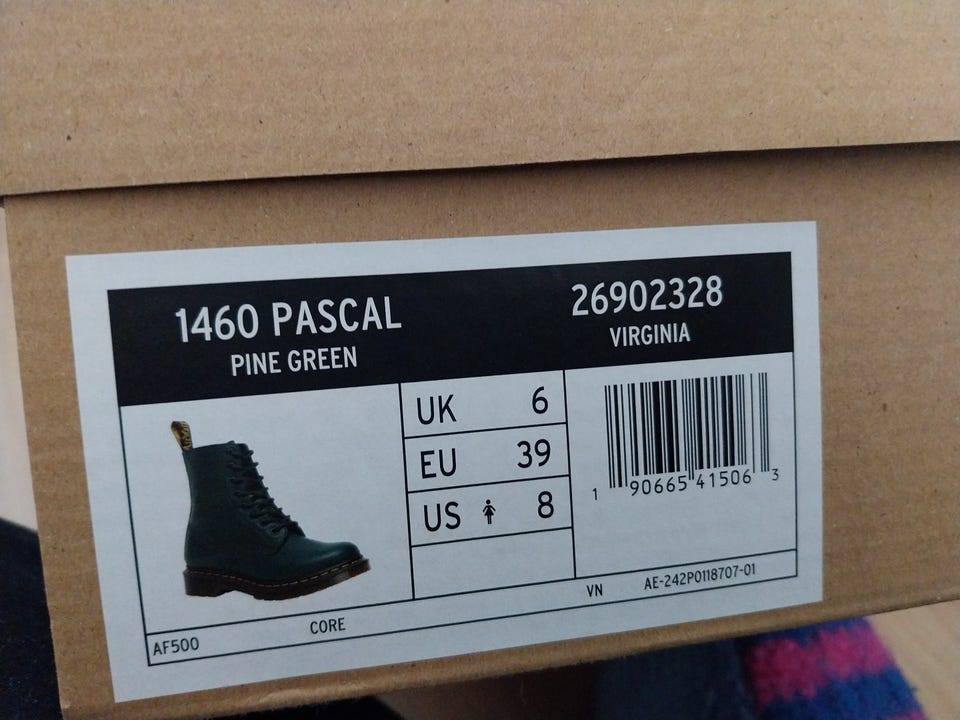 1460 PASCAL
PINE GREEN
26902328
VIRGINIA
UK 6
EU 39
US 8
1 90665 41506 3
AF500
CORE
VN
AE-242P0118707-01